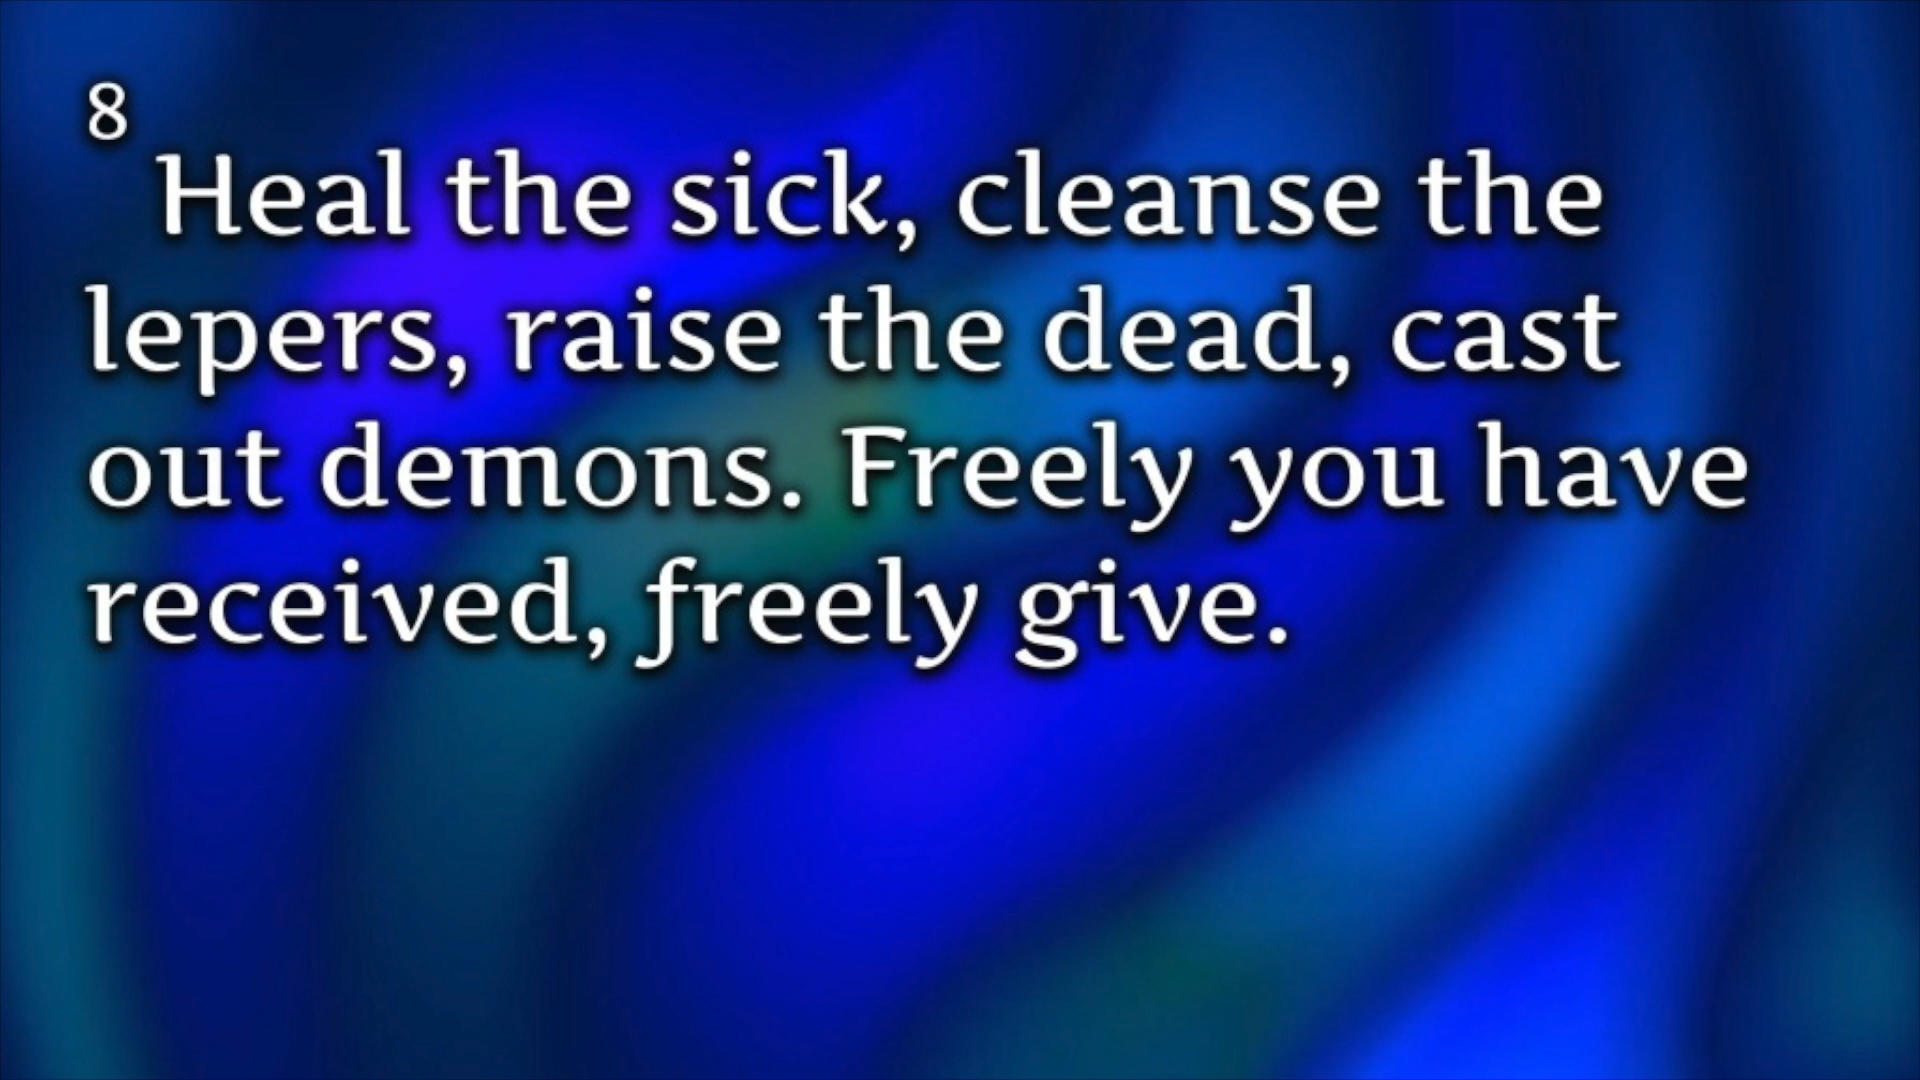 8
Heal the sick, cleanse the
lepers, raise the dead, cast
out demons. Freely you have
received, freely give.